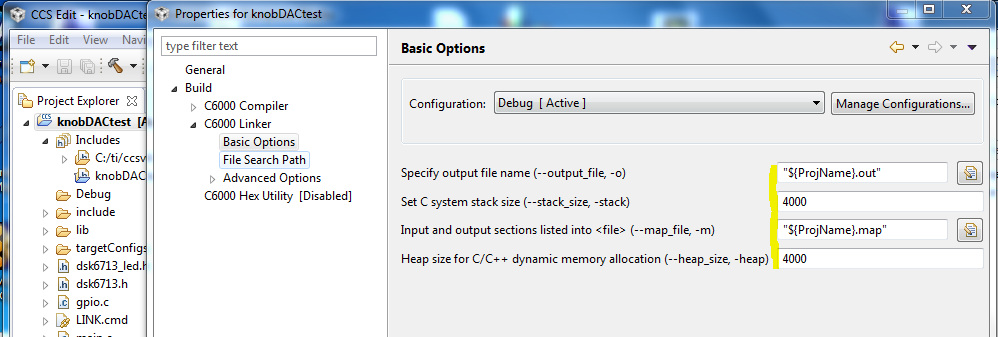 CCS Edit - knobDACtest
Properties for knobDACtest
File Edit View Navi
Project Explorer
knobDACtest [A
Includes
C:/ti/ccsv
knobDAC
Debug
include
lib
targetConfigs
dsk6713_led.h
dsk6713.h
gpio.c
LINK.cmd
main.c
type filter text
General
Build
C6000 Compiler
C6000 Linker
Basic Options
File Search Path
Advanced Options
C6000 Hex Utility [Disabled]
Basic Options
Configuration: Debug [ Active ] Manage Configurations...
Specify output file name (--output_file, -o) "${ProjName}.out"
Set C system stack size (--stack_size, -stack) 4000
Input and output sections listed into <file> (--map_file, -m) "${ProjName}.map"
Heap size for C/C++ dynamic memory allocation (--heap_size, -heap) 4000